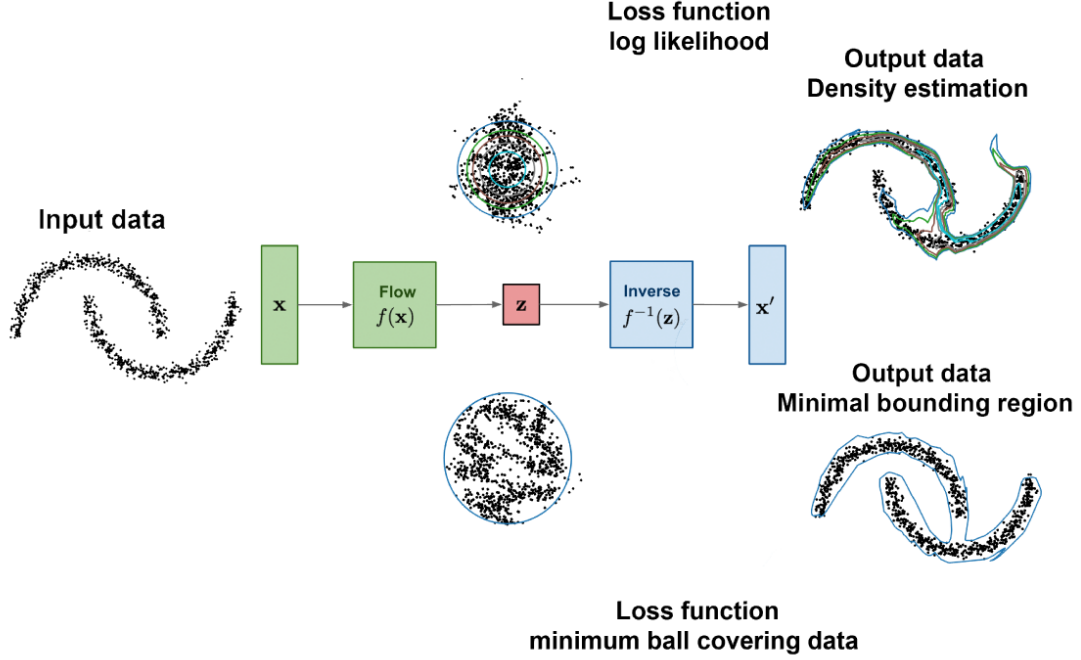 Loss function
log likelihood
Output data
Density estimation
Input data
x
Flow
f(x)
z
Inverse
f⁻¹(z)
x′
Output data
Minimal bounding region
Loss function
minimum ball covering data